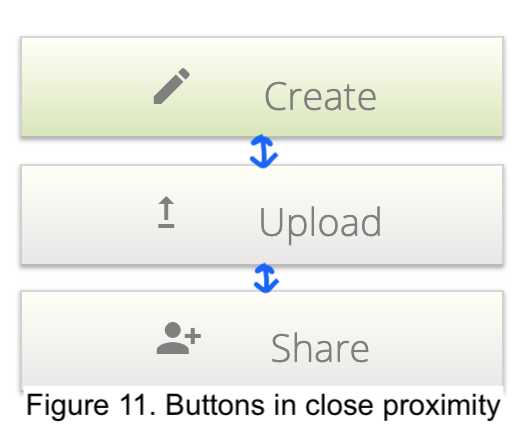 Create
Upload
Share
Figure 11. Buttons in close proximity